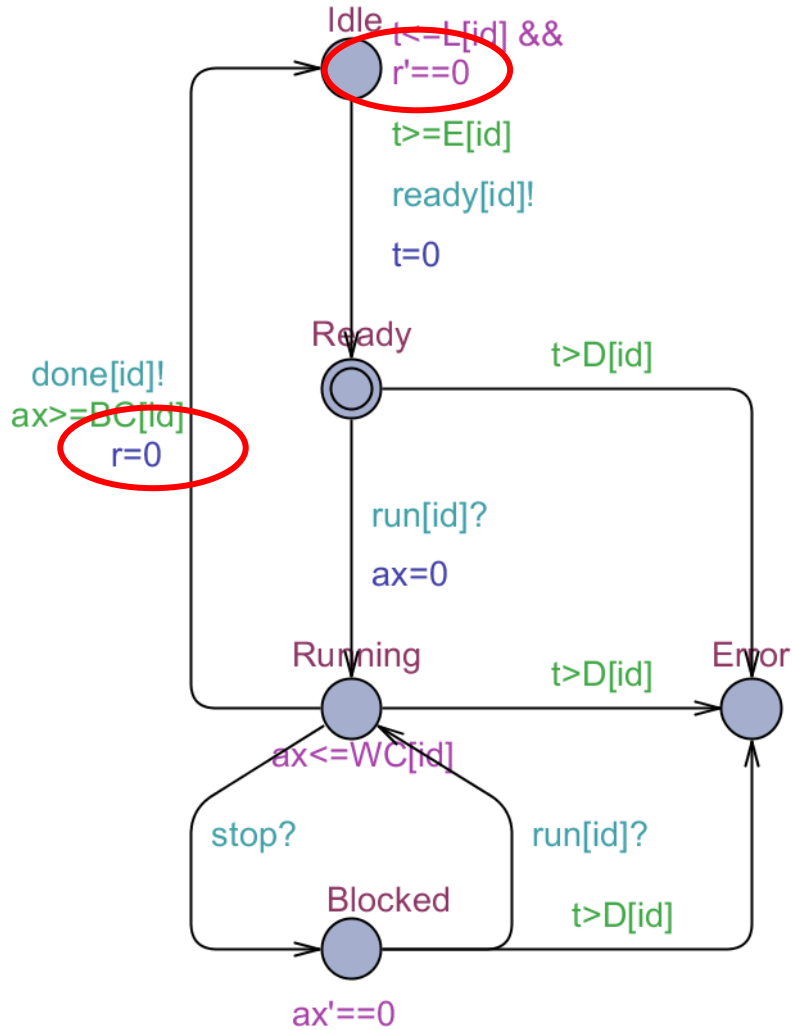 Idle
t<=L[id] &&
r'==0
t>=E[id]
ready[id]!
t=0
Ready
t>D[id]
done[id]!
ax>=BC[id]
r=0
run[id]?
ax=0
Running
t>D[id]
Error
ax<=WC[id]
stop?
run[id]?
Blocked
t>D[id]
ax'==0